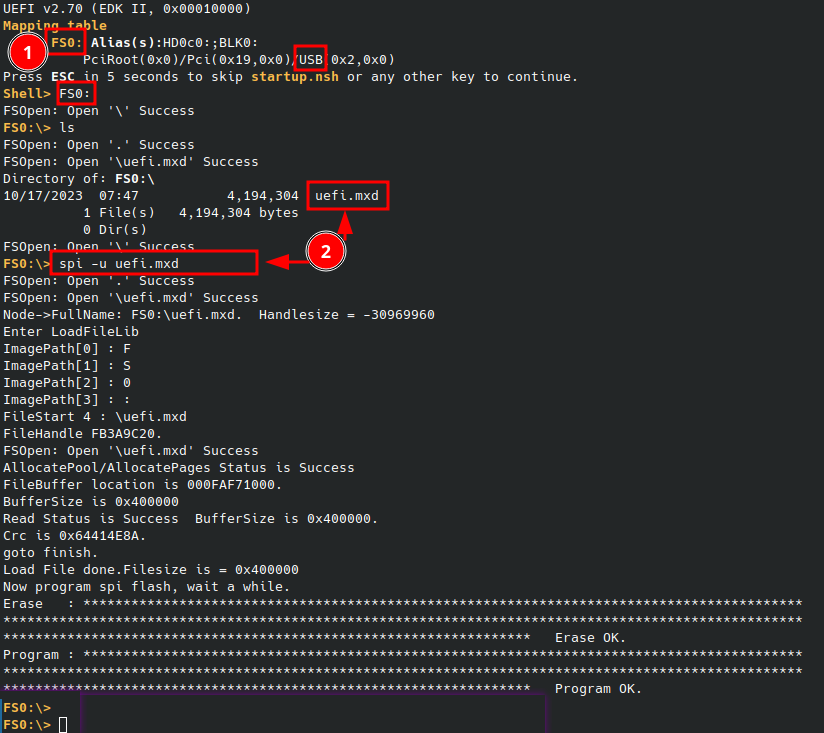 UEFI v2.70 (EDK II, 0x00010000)
Mapping table
1 FS0: Alias(s):HD0c0:;BLK0:
PciRoot(0x0)/Pci(0x19,0x0)/USB(0x2,0x0)
Press ESC in 5 seconds to skip startup.nsh or any other key to continue.
Shell> FS0:
FSOpen: Open '\' Success
FS0:\> ls
FSOpen: Open '.' Success
FSOpen: Open '\uefi.mxd' Success
Directory of: FS0:\
10/17/2023  07:47           4,194,304  uefi.mxd
1 File(s)   4,194,304 bytes
0 Dir(s)
FSOpen: Open '\' Success
FS0:\> spi -u uefi.mxd 2
FSOpen: Open '.' Success
FSOpen: Open '\uefi.mxd' Success
Node->FullName: FS0:\uefi.mxd.  Handlesize = -30969960
Enter LoadFileLib
ImagePath[0] : F
ImagePath[1] : S
ImagePath[2] : 0
ImagePath[3] : :
FileStart 4 : \uefi.mxd
FileHandle FB3A9C20.
FSOpen: Open '\uefi.mxd' Success
AllocatePool/AllocatePages Status is Success
FileBuffer location is 000FAF71000.
BufferSize is 0x400000
Read Status is Success  BufferSize is 0x400000.
Crc is 0x64414E8A.
goto finish.
Load File done.Filesize is = 0x400000
Now program spi flash, wait a while.
Erase   : ******************************************************************************************
****************************************************************************************************
******************************************************************   Erase OK.
Program : ******************************************************************************************
****************************************************************************************************
******************************************************************   Program OK.
FS0:\>
FS0:\>